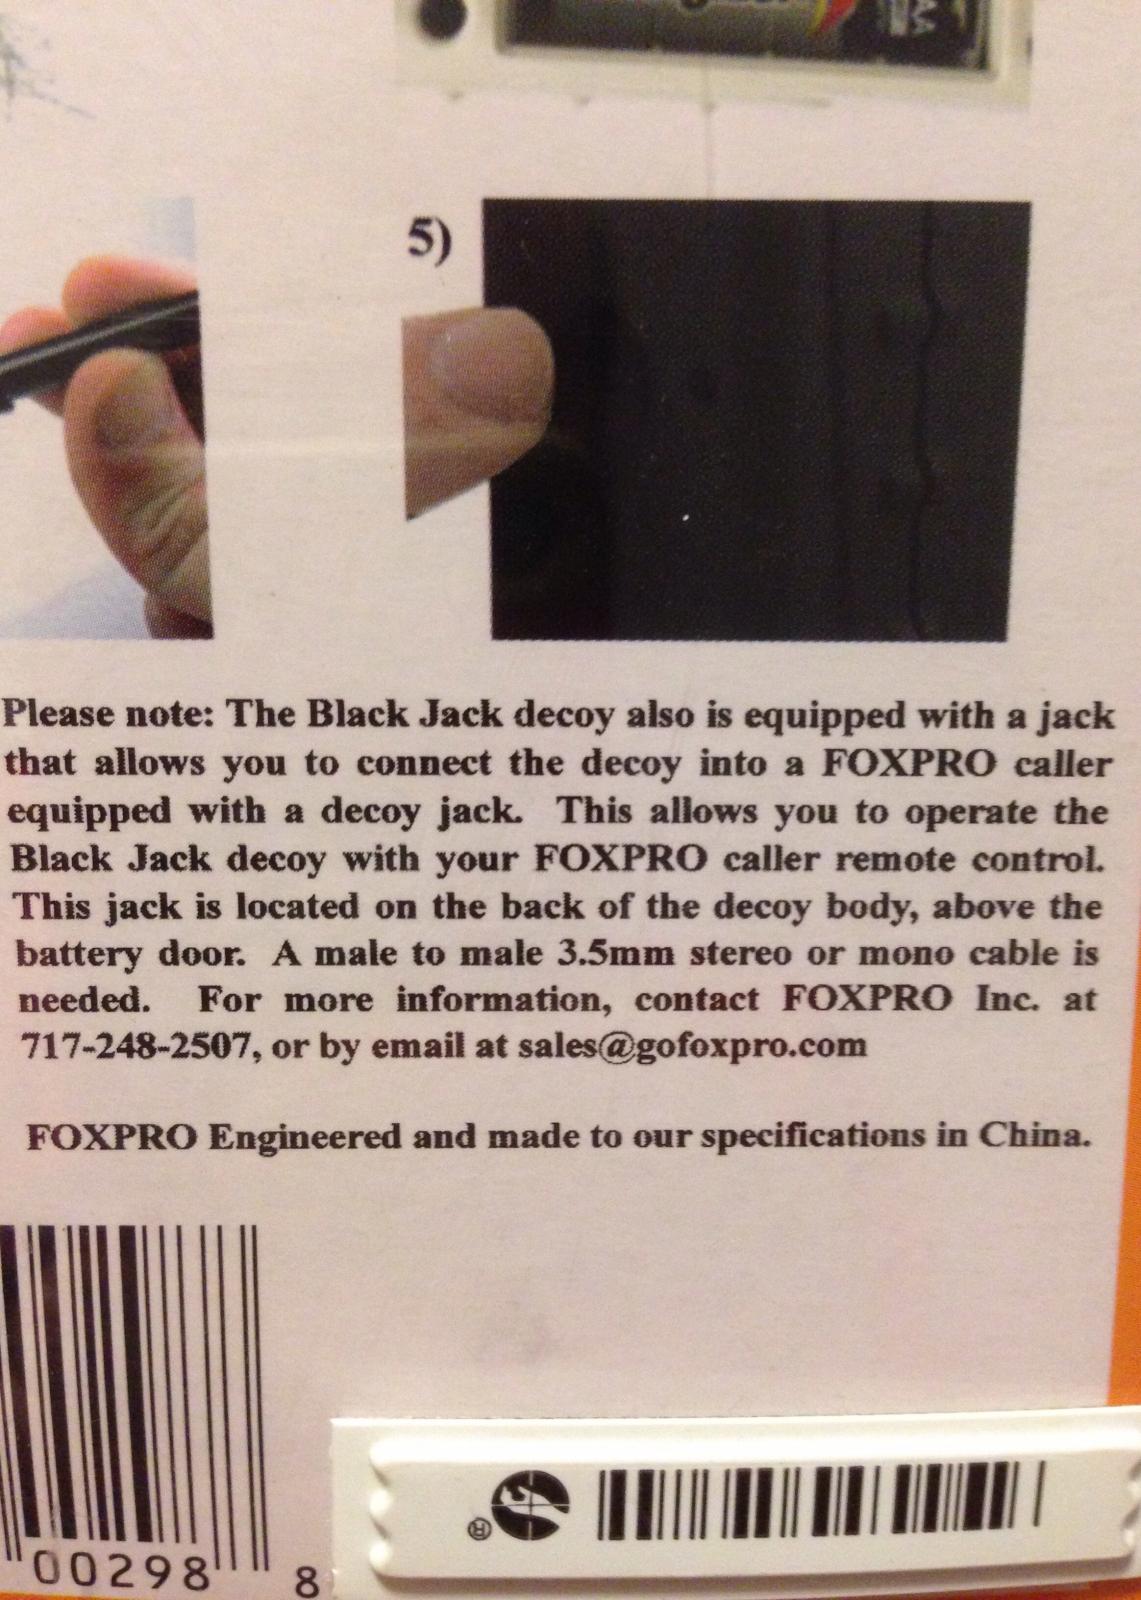 AA
5)
Please note: The Black Jack decoy also is equipped with a jack
that allows you to connect the decoy into a FOXPRO caller
equipped with a decoy jack. This allows you to operate the
Black Jack decoy with your FOXPRO caller remote control.
This jack is located on the back of the decoy body, above the
battery door. A male to male 3.5mm stereo or mono cable is
needed. For more information, contact FOXPRO Inc. at
717-248-2507, or by email at sales@gofoxpro.com
FOXPRO Engineered and made to our specifications in China.
00298 8
®